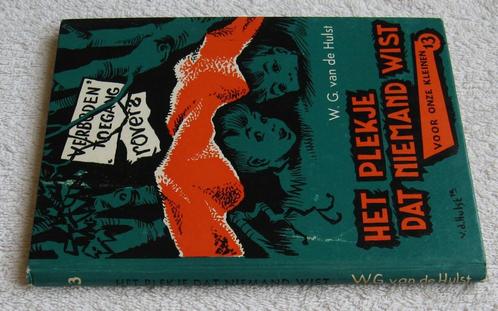 W. G. van de Hulst
HET PLEKJE
DAT NIEMAND WIST
VOOR ONZE KLEINEN 13
VERBODEN
TOEGANG
rovers
v.d.Hulst
13 HET PLEKJE DAT NIEMAND WIST W.G. van de Hulst